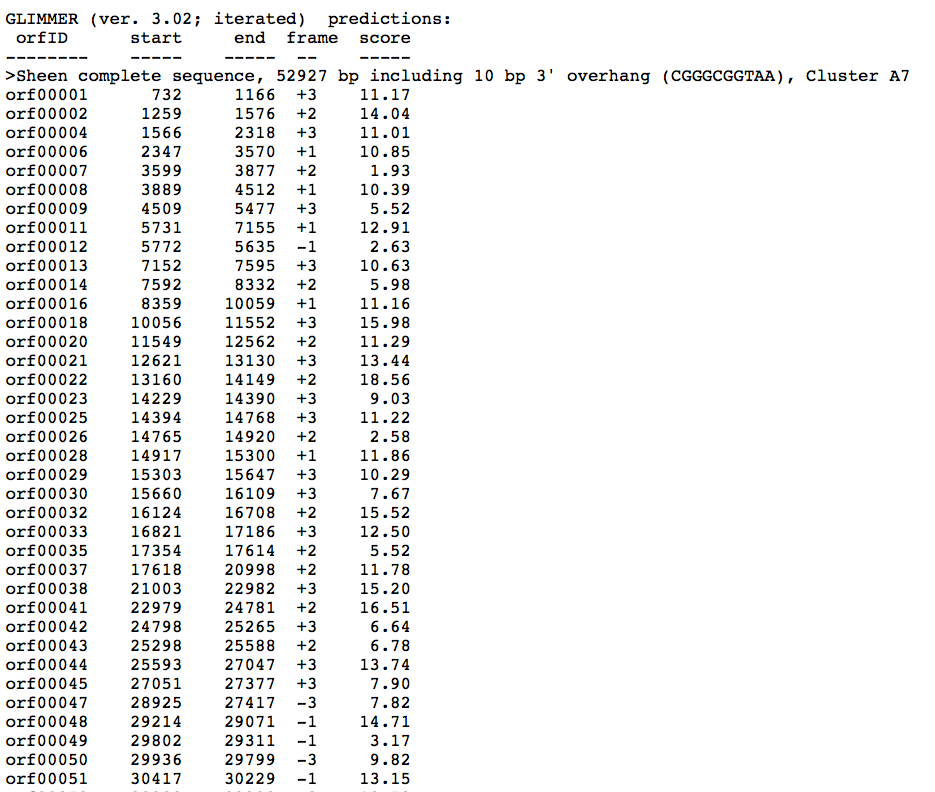 GLIMMER (ver. 3.02; iterated) predictions:
orfID start end frame score
-------- ----- ----- -- -----
>Sheen complete sequence, 52927 bp including 10 bp 3' overhang (CGGGCGGTAA), Cluster A7
orf00001 732 1166 +3 11.17
orf00002 1259 1576 +2 14.04
orf00004 1566 2318 +3 11.01
orf00006 2347 3570 +1 10.85
orf00007 3599 3877 +2 1.93
orf00008 3889 4512 +1 10.39
orf00009 4509 5477 +3 5.52
orf00011 5731 7155 +1 12.91
orf00012 5772 5635 -1 2.63
orf00013 7152 7595 +3 10.63
orf00014 7592 8332 +2 5.98
orf00016 8359 10059 +1 11.16
orf00018 10056 11552 +3 15.98
orf00020 11549 12562 +2 11.29
orf00021 12621 13130 +3 13.44
orf00022 13160 14149 +2 18.56
orf00023 14229 14390 +3 9.03
orf00025 14394 14768 +3 11.22
orf00026 14765 14920 +2 2.58
orf00028 14917 15300 +1 11.86
orf00029 15303 15647 +3 10.29
orf00030 15660 16109 +3 7.67
orf00032 16124 16708 +2 15.52
orf00033 16821 17186 +3 12.50
orf00035 17354 17614 +2 5.52
orf00037 17618 20998 +2 11.78
orf00038 21003 22982 +3 15.20
orf00041 22979 24781 +2 16.51
orf00042 24798 25265 +3 6.64
orf00043 25298 25588 +2 6.78
orf00044 25593 27047 +3 13.74
orf00045 27051 27377 +3 7.90
orf00047 28925 27417 -3 7.82
orf00048 29214 29071 -1 14.71
orf00049 29802 29311 -1 3.17
orf00050 29936 29799 -3 9.82
orf00051 30417 30229 -1 13.15